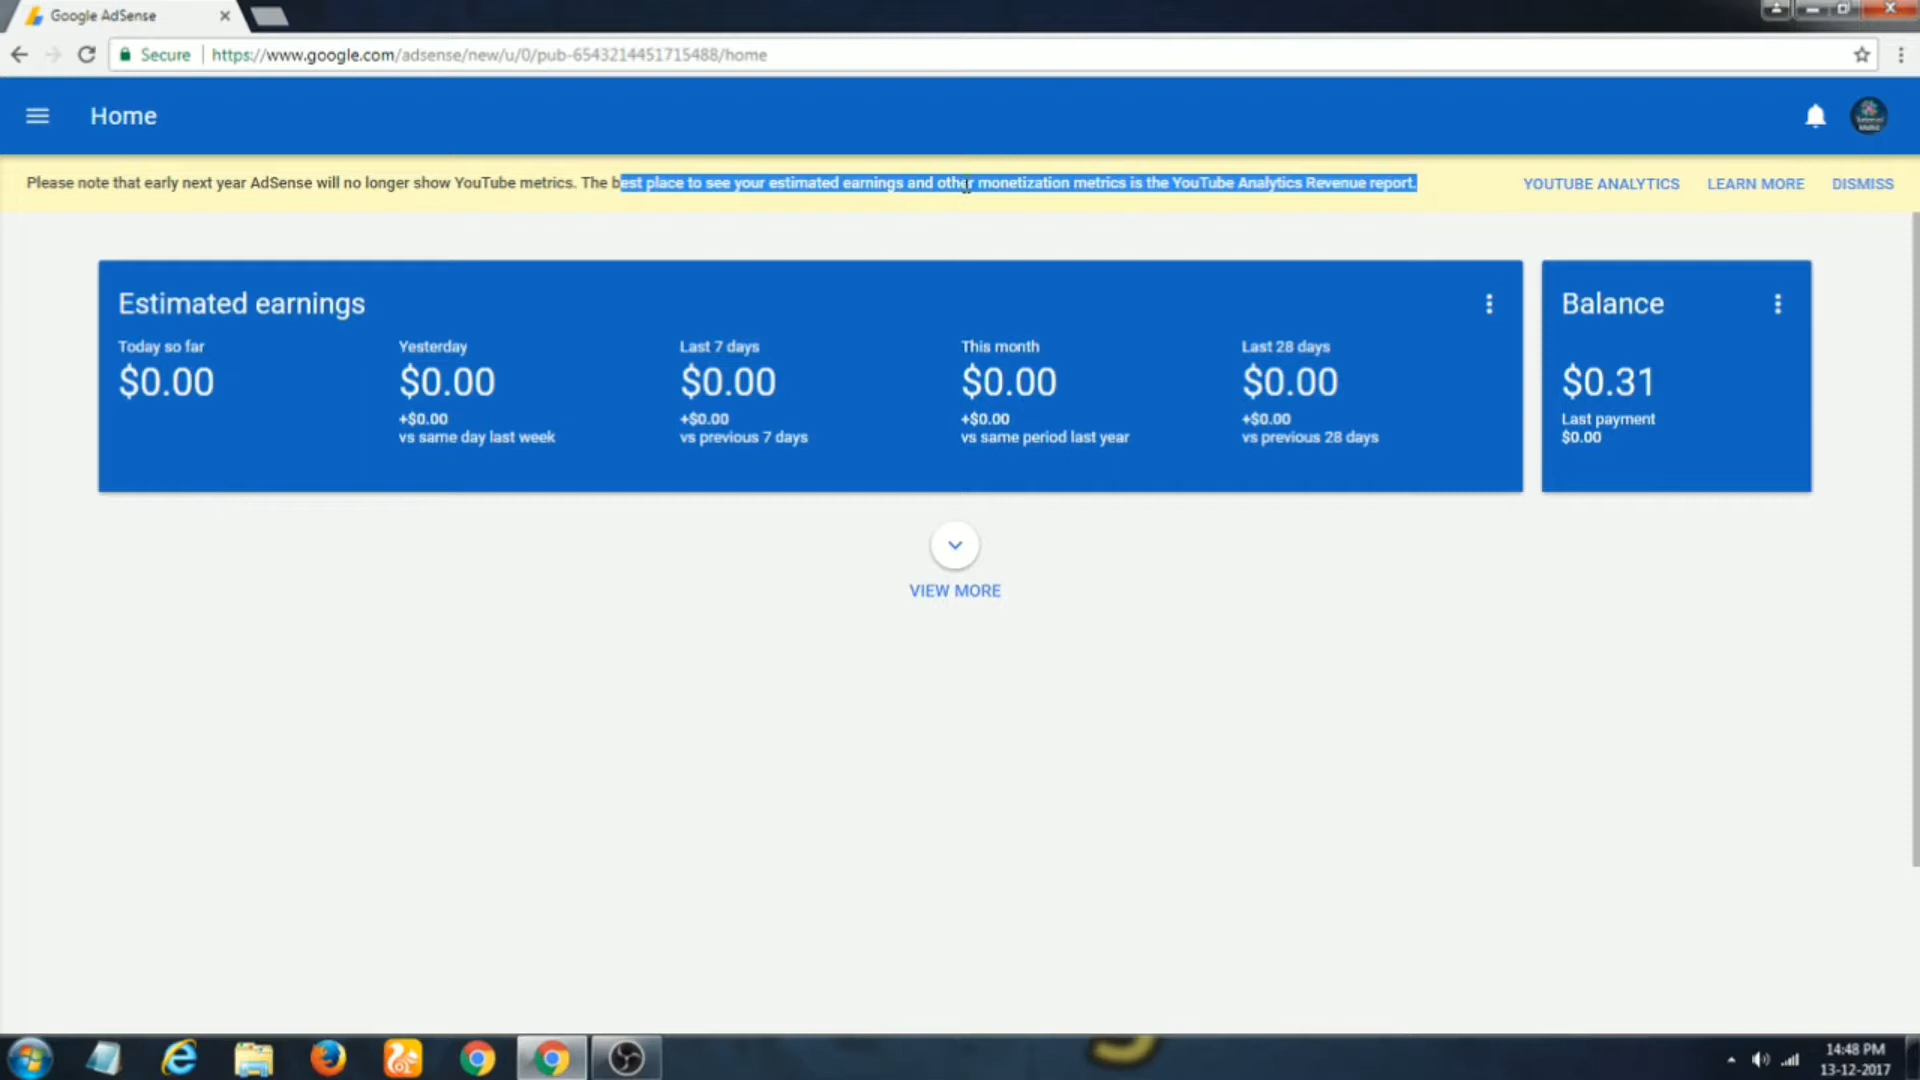 Google AdSense
Secure https://www.google.com/adsense/new/u/0/pub-6543214451715488/home
Home
Please note that early next year AdSense will no longer show YouTube metrics. The best place to see your estimated earnings and other monetization metrics is the YouTube Analytics Revenue report. YOUTUBE ANALYTICS LEARN MORE DISMISS
Estimated earnings
Today so far Yesterday Last 7 days This month Last 28 days
$0.00 $0.00 $0.00 $0.00 $0.00
+$0.00 +$0.00 +$0.00 +$0.00
vs same day last week vs previous 7 days vs same period last year vs previous 28 days
Balance
$0.31
Last payment
$0.00
VIEW MORE
14:48 PM
13-12-2017